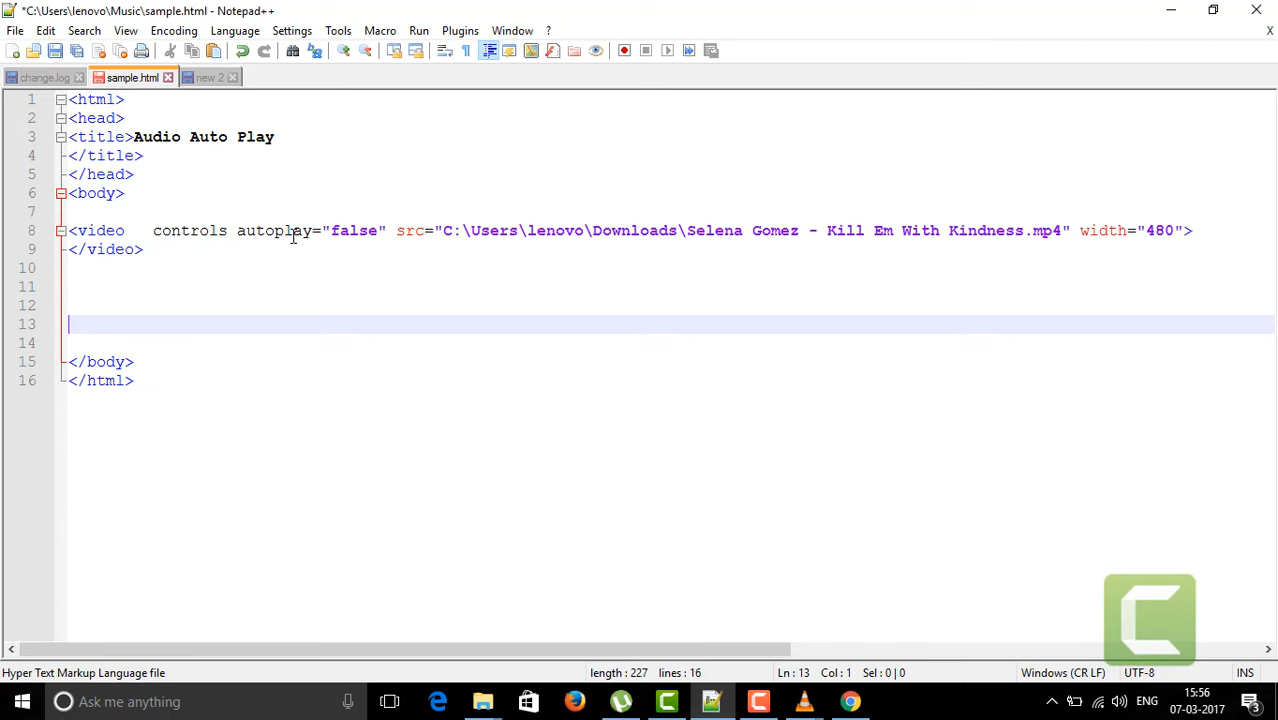 *C:\Users\lenovo\Music\sample.html - Notepad++
File Edit Search View Encoding Language Settings Tools Macro Run Plugins Window ? X
change.log sample.html new 2
1 <html>
2 <head>
3 <title>Audio Auto Play
4 </title>
5 </head>
6 <body>
7
8 <video   controls autoplay="false" src="C:\Users\lenovo\Downloads\Selena Gomez - Kill Em With Kindness.mp4" width="480">
9 </video>
10
11
12
13
14
15 </body>
16 </html>
Hyper Text Markup Language file length : 227 lines : 16 Ln : 13 Col : 1 Sel : 0 | 0 Windows (CR LF) UTF-8 INS
Ask me anything ENG 15:56
07-03-2017 3